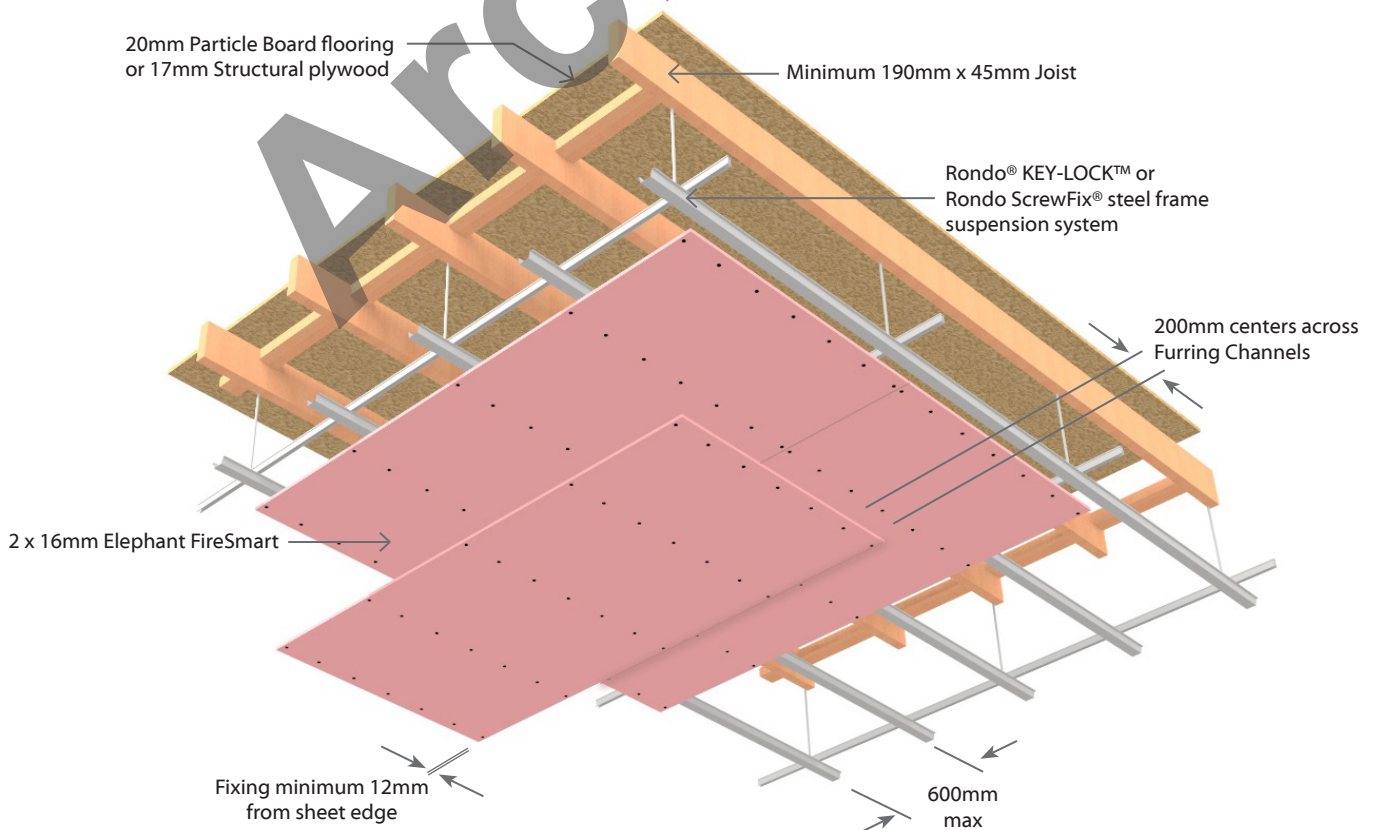 20mm Particle Board flooring
or 17mm Structural plywood
Minimum 190mm x 45mm Joist
Rondo® KEY-LOCK™ or
Rondo ScrewFix® steel frame
suspension system
200mm centers across
Furring Channels
2 x 16mm Elephant FireSmart
Fixing minimum 12mm
from sheet edge
600mm
max
Arc